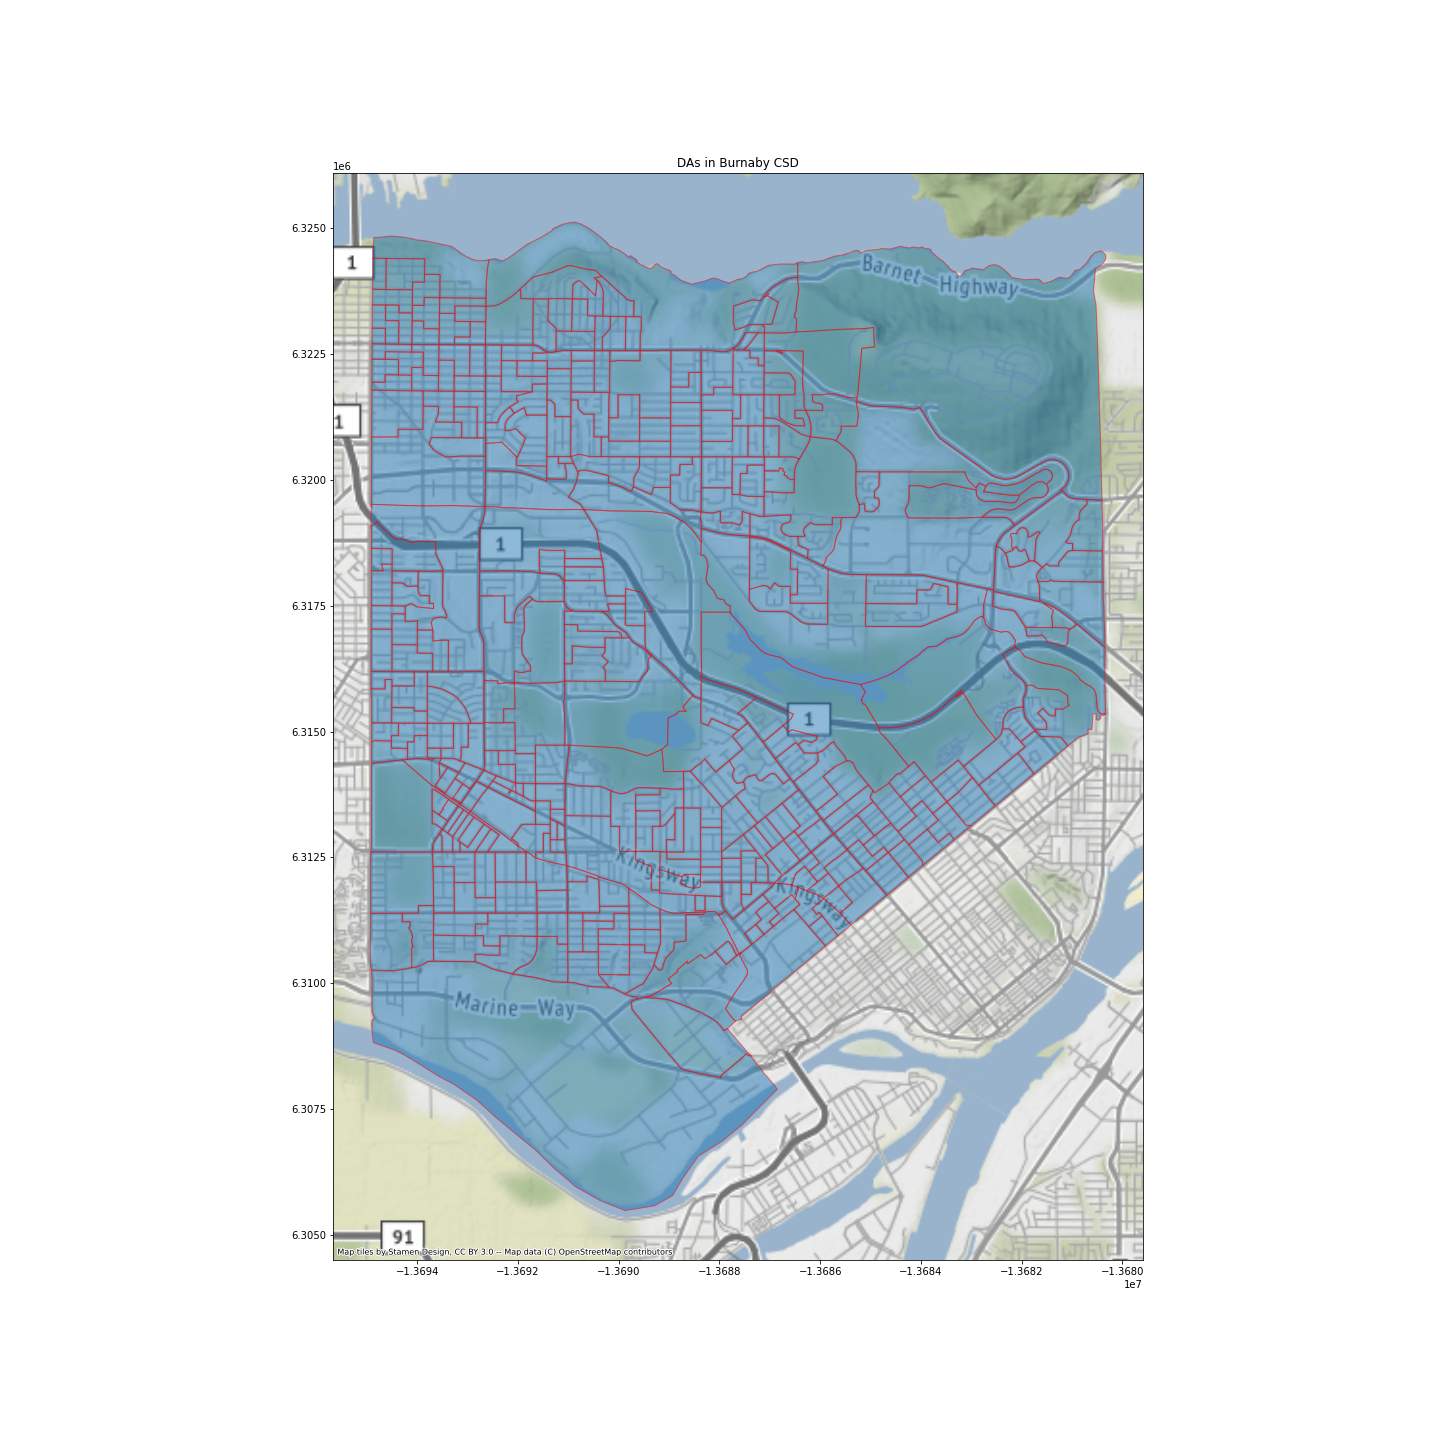 DAs in Burnaby CSD
1e6
6.3250
6.3225
6.3200
6.3175
6.3150
6.3125
6.3100
6.3075
6.3050
1
Barnet Highway
1
1
1
Kingsway
Kingsway
Marine Way
91
Map tiles by Stamen Design, CC BY 3.0 -- Map data (C) OpenStreetMap contributors
−1.3694
−1.3692
−1.3690
−1.3688
−1.3686
−1.3684
−1.3682
−1.3680
1e7